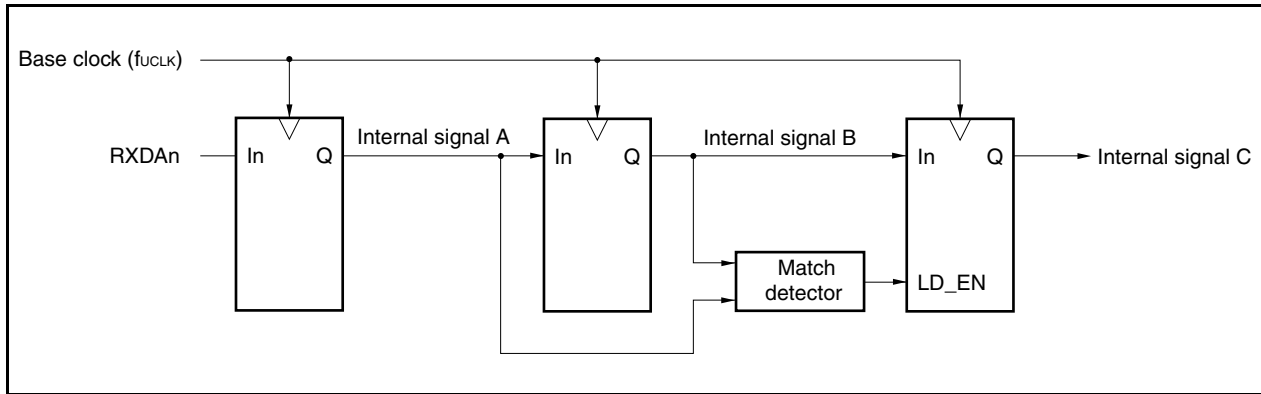 Base clock (fUCLK)
RXDAn
In
Q
Internal signal A
In
Q
Internal signal B
In
Q
Internal signal C
Match
detector
LD_EN